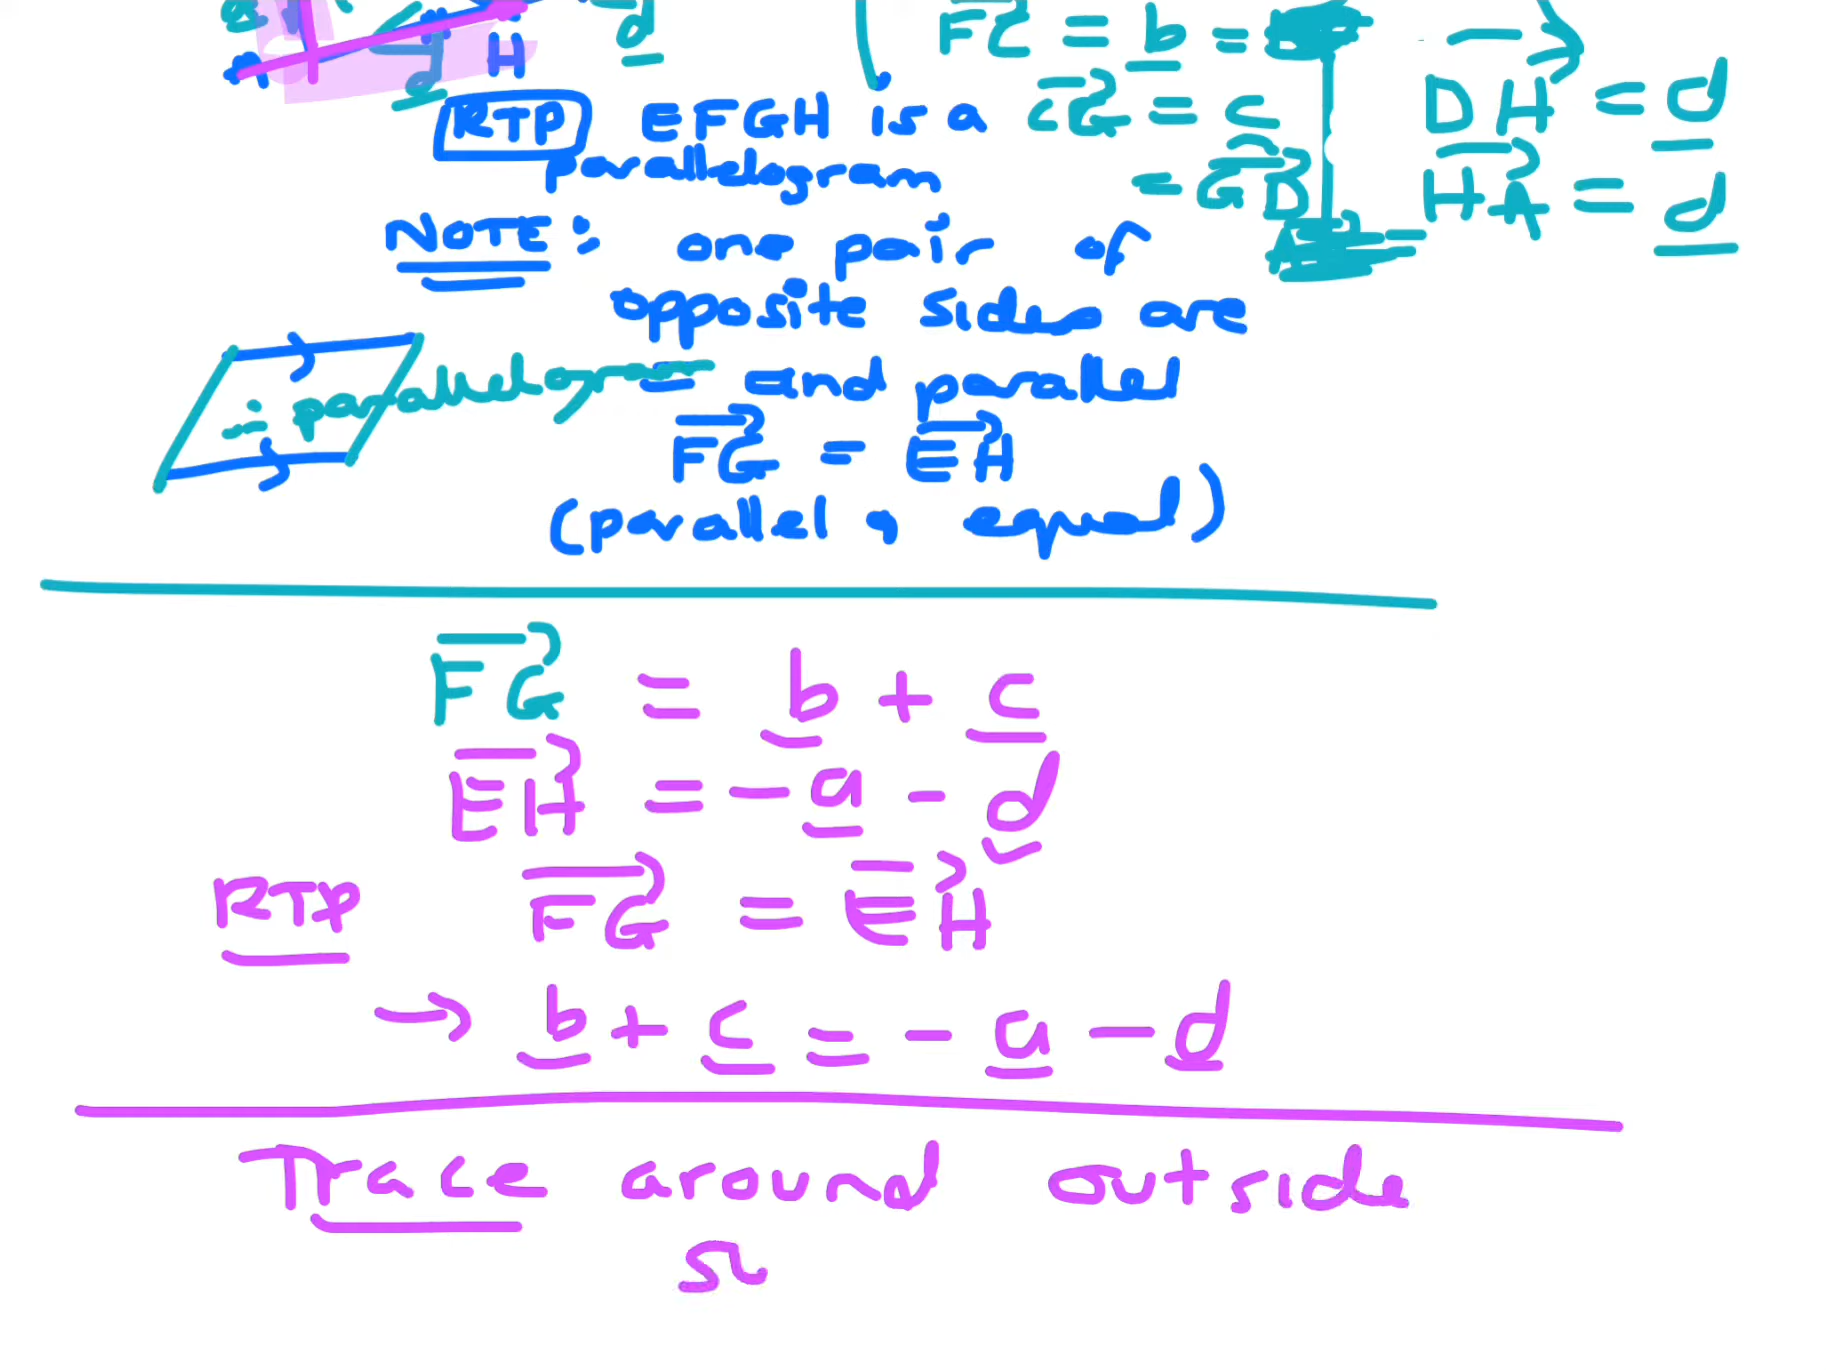 d
H
d
FC = b =
CG = c
= GD
DH = d
HA = d
RTP EFGH is a
parallelogram
NOTE: one pair of
opposite sides are
= and parallel
∴ parallelogram
FG = EH
(parallel & equal)
FG = b + c
EH = - a - d
RTP FG = EH
→ b + c = - a - d
Trace around outside